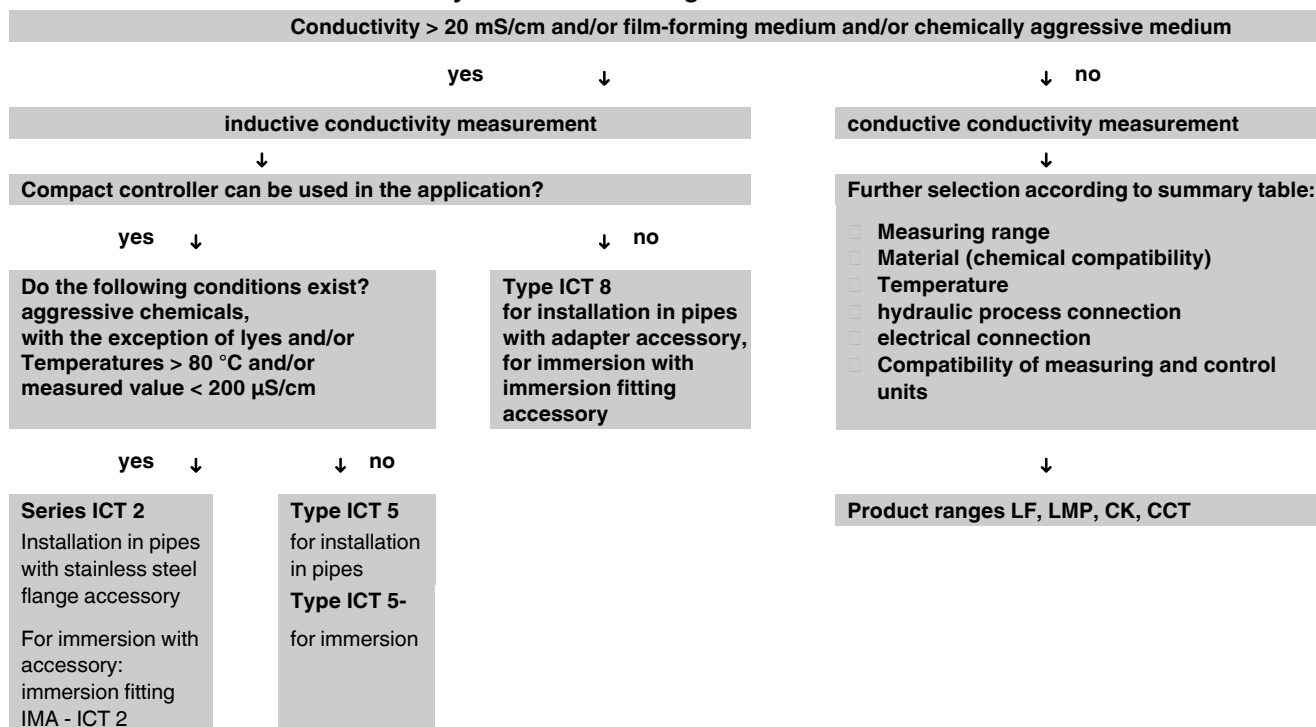 Conductivity > 20 mS/cm and/or film-forming medium and/or chemically aggressive medium
yes ↓
↓ no
inductive conductivity measurement
conductive conductivity measurement
↓
↓
Compact controller can be used in the application?
Further selection according to summary table:
yes ↓
↓ no
Measuring range
Material (chemical compatibility)
Temperature
hydraulic process connection
electrical connection
Compatibility of measuring and control
units
Do the following conditions exist?
aggressive chemicals,
with the exception of lyes and/or
Temperatures > 80 °C and/or
measured value < 200 µS/cm
Type ICT 8
for installation in pipes
with adapter accessory,
for immersion with
immersion fitting
accessory
yes ↓
↓ no
↓
Series ICT 2
Installation in pipes
with stainless steel
flange accessory
For immersion with
accessory:
immersion fitting
IMA - ICT 2
Type ICT 5
for installation
in pipes
Type ICT 5-
for immersion
Product ranges LF, LMP, CK, CCT